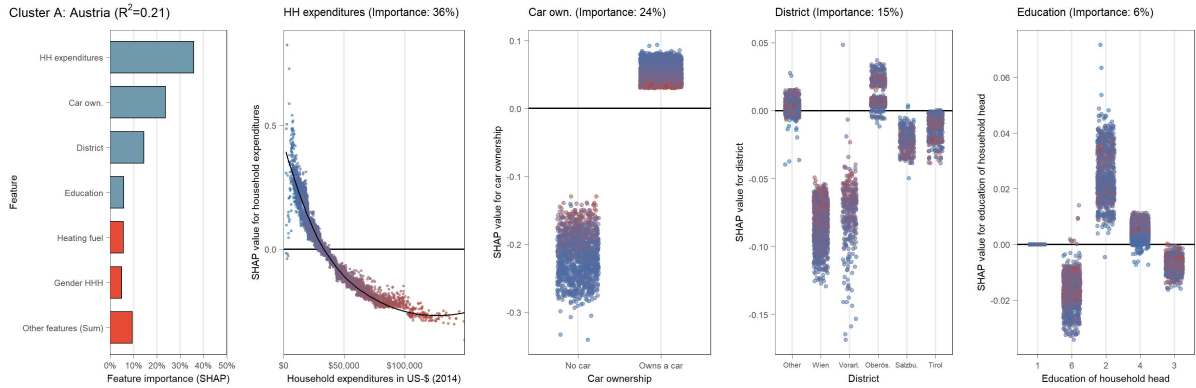 Cluster A: Austria (R²=0.21)
Feature
HH expenditures
Car own.
District
Education
Heating fuel
Gender HHH
Other features (Sum)
0% 10% 20% 30% 40% 50%
Feature importance (SHAP)
HH expenditures (Importance: 36%)
SHAP value for household expenditures
0.5
0.0
$0 $50,000 $100,000
Household expenditures in US-$ (2014)
Car own. (Importance: 24%)
SHAP value for car ownership
0.1
0.0
-0.1
-0.2
-0.3
No car Owns a car
Car ownership
District (Importance: 15%)
SHAP value for district
0.05
0.00
-0.05
-0.10
-0.15
Other Wien Vorarl. Oberös. Salzbu. Tirol
District
Education (Importance: 6%)
SHAP value for education of household head
0.06
0.04
0.02
0.00
-0.02
1 6 2 4 3
Education of household head